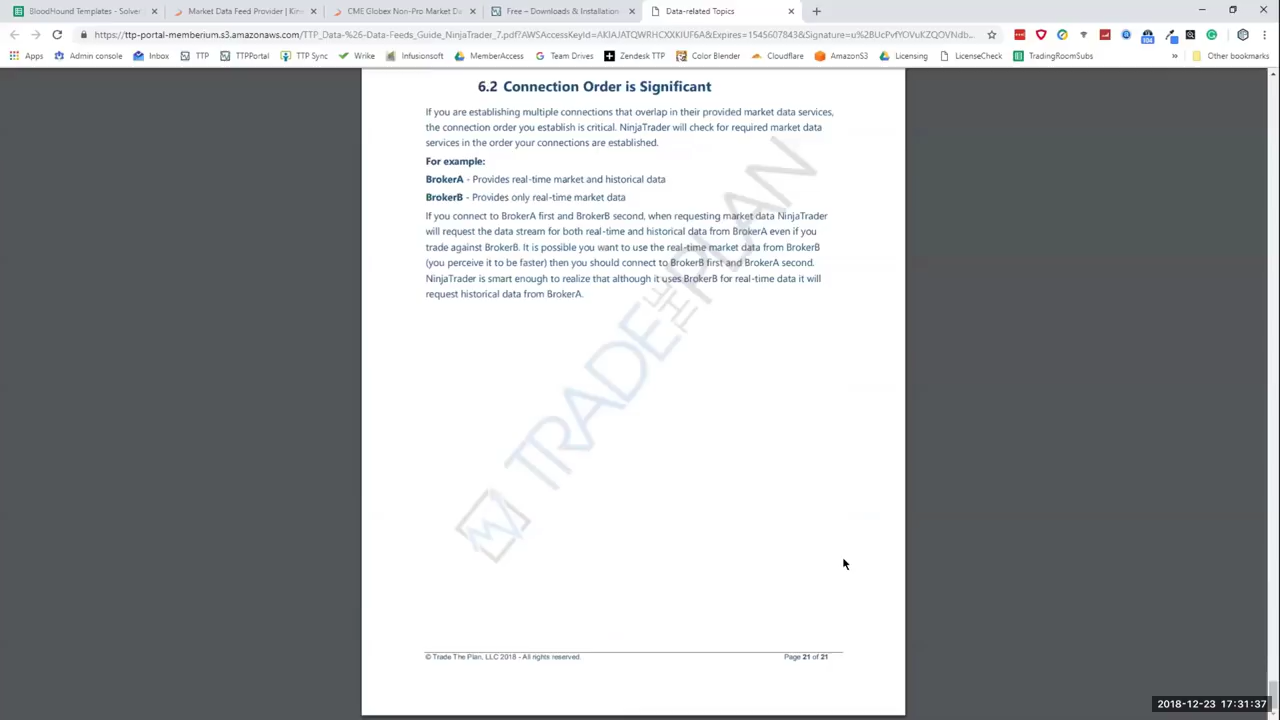 BloodHound Templates - Solver
Market Data Feed Provider | Kin
CME Globex Non-Pro Market Da
Free – Downloads & Installation
Data-related Topics
https://ttp-portal-memberium.s3.amazonaws.com/TTP_Data-%26-Data-Feeds_Guide_NinjaTrader_7.pdf?AWSAccessKeyId=
Apps
Admin console
Inbox
TTP
TTPPortal
TTP Specs
Wrike
Infusionsoft
MemberAccess
Team Drives
Zendesk TTP
Color Blender
Cloudflare
AmazonS3
Licensing
LicenseCheck
TradingRoomSubs
»
Other bookmarks
6.2 Connection Order is Significant
If you are establishing multiple connections that overlap in their provided market data services,
the connection order you establish is critical. NinjaTrader will check for required market data
services in the order your connections are established.
For example:
BrokerA - Provides real-time market and historical data
BrokerB - Provides only real-time market data
If you connect to BrokerA first and BrokerB second, when requesting market data NinjaTrader
will request the data stream for both real-time and historical data from BrokerA even if you
trade against BrokerB. It is possible you want to use the real-time market data from BrokerB
(you perceive it to be faster) then you should connect to BrokerB first and BrokerA second.
NinjaTrader is smart enough to realize that although it uses BrokerB for real-time data it will
request historical data from BrokerA.
TRADE THE PLAN
© Trade The Plan, LLC 2018 - All rights reserved.
Page 21 of 21
2018-12-23 17:31:37